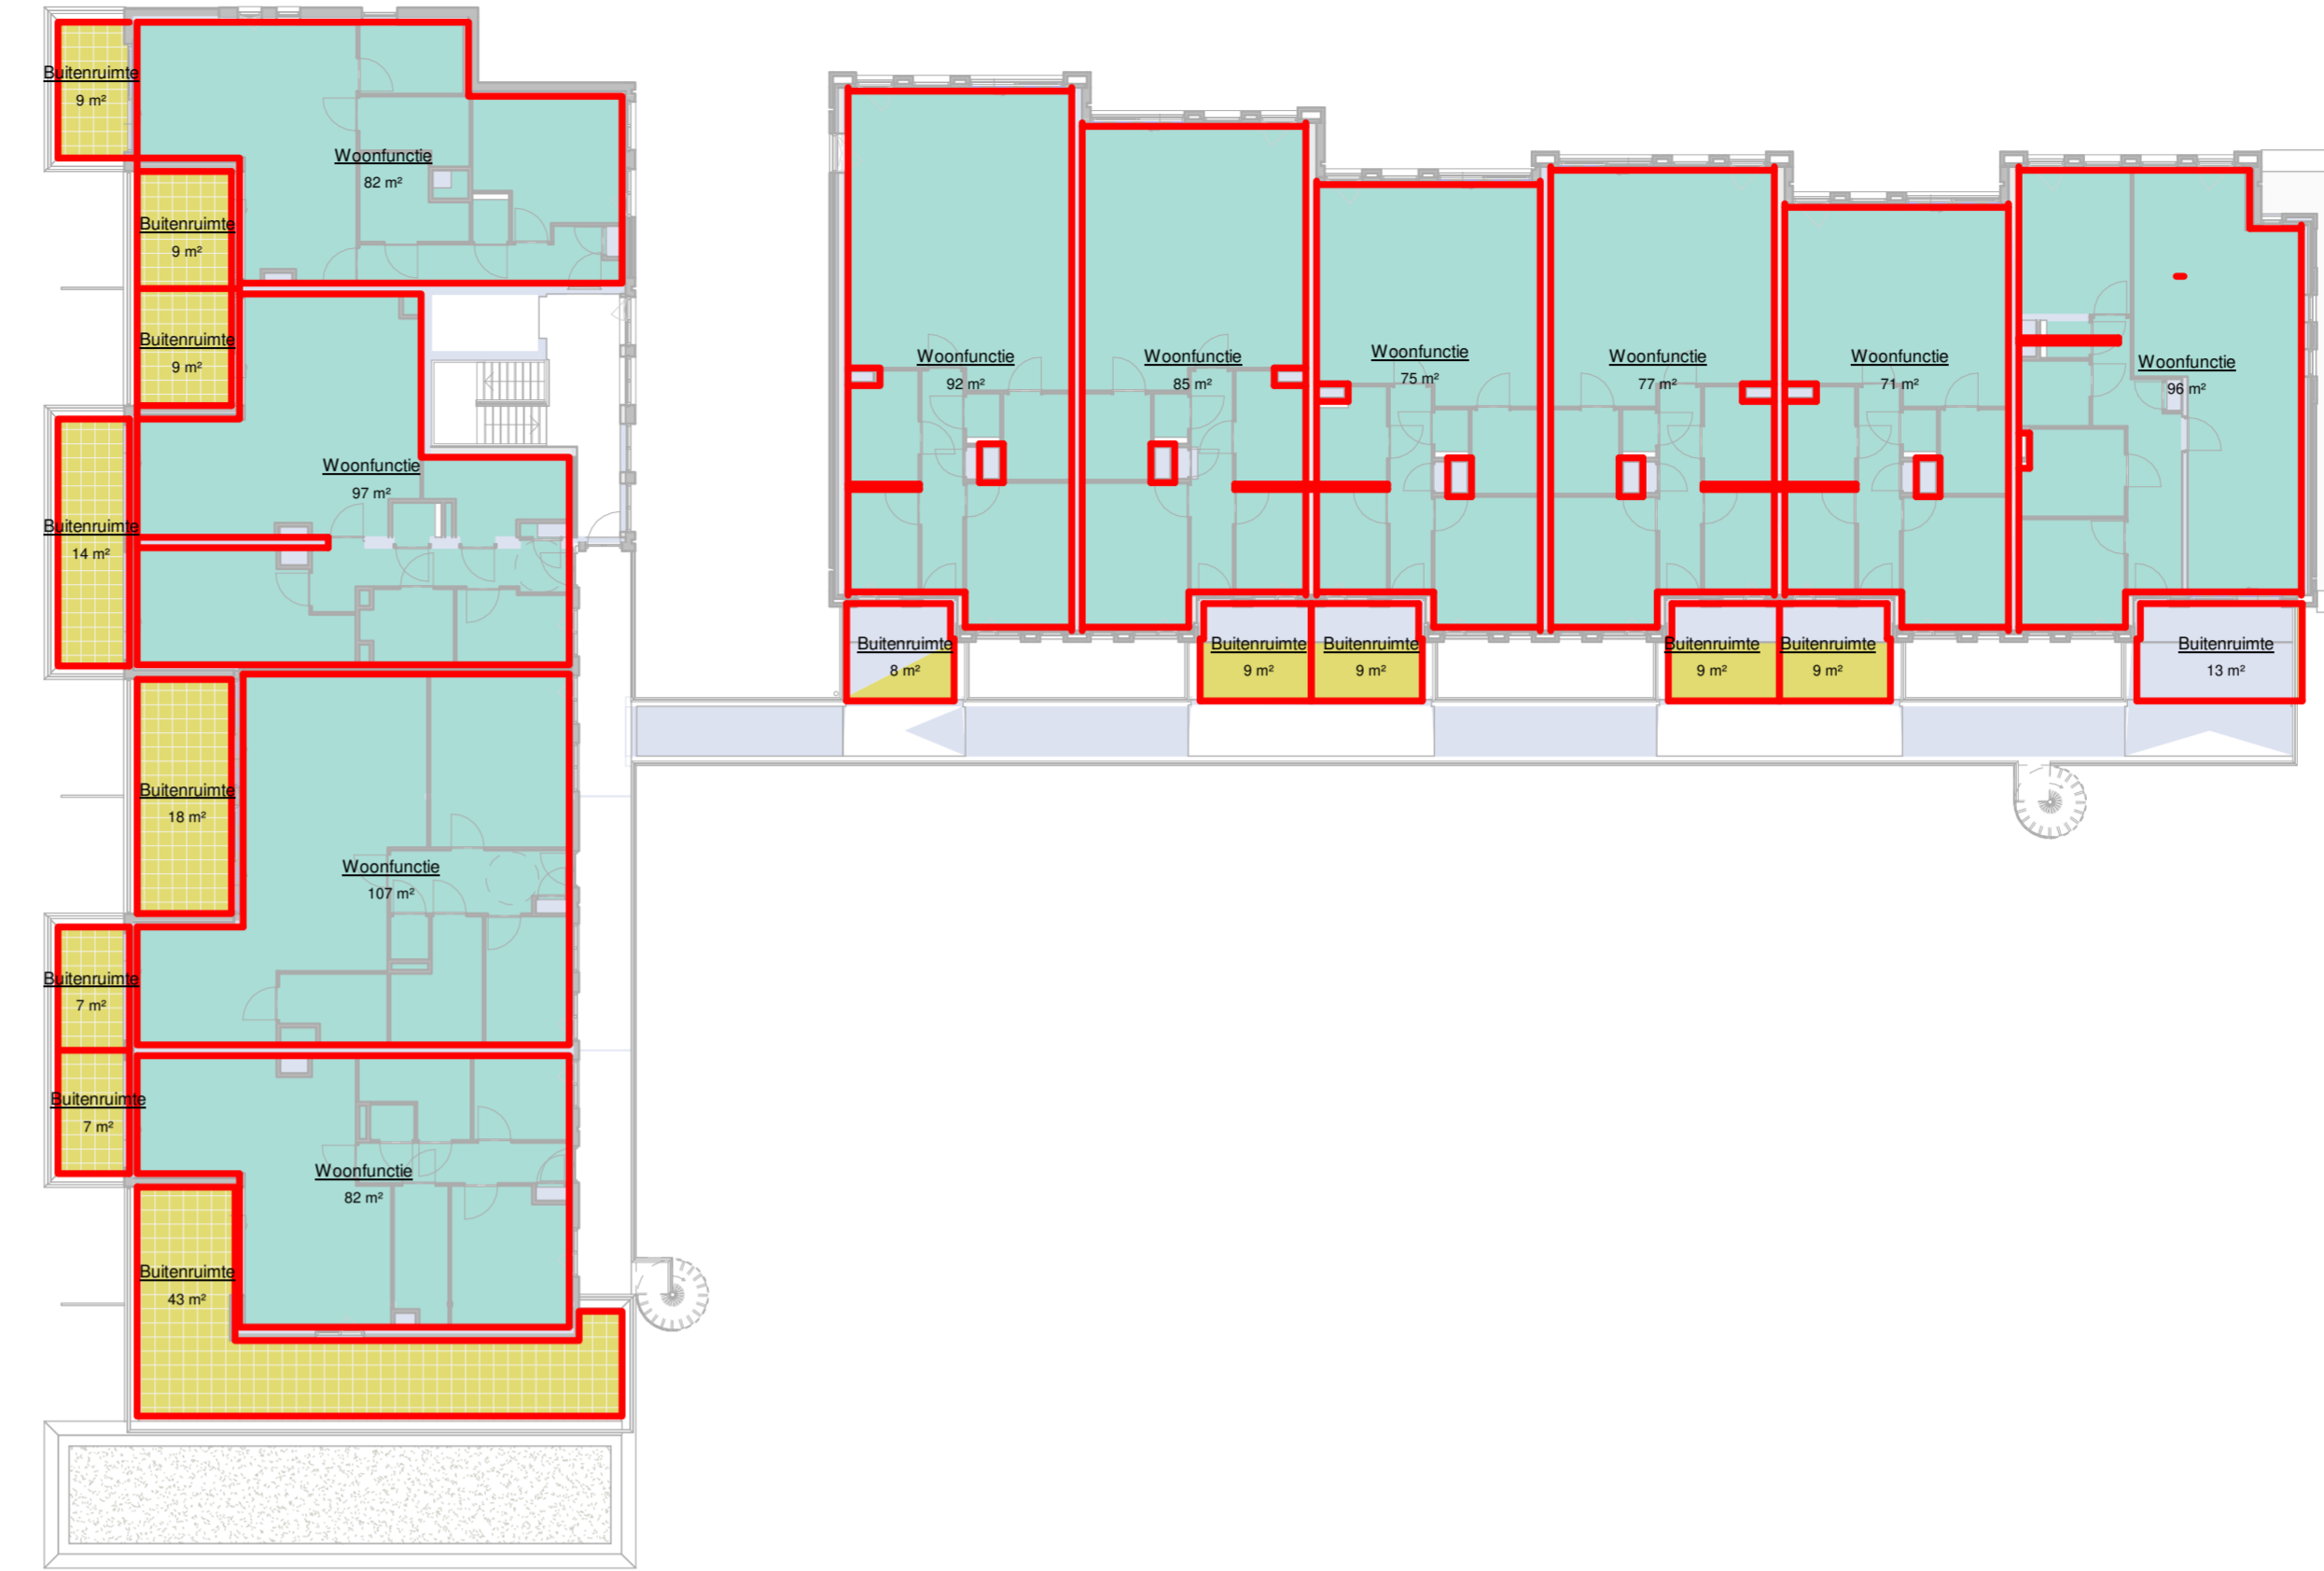 Buitenruimte
9 m²
Woonfunctie
82 m²
Buitenruimte
9 m²
Buitenruimte
9 m²
Woonfunctie
97 m²
Buitenruimte
14 m²
Buitenruimte
18 m²
Woonfunctie
107 m²
Buitenruimte
7 m²
Buitenruimte
7 m²
Woonfunctie
82 m²
Buitenruimte
43 m²
Woonfunctie
92 m²
Woonfunctie
85 m²
Woonfunctie
75 m²
Woonfunctie
77 m²
Woonfunctie
71 m²
Woonfunctie
96 m²
Buitenruimte
8 m²
Buitenruimte
9 m²
Buitenruimte
9 m²
Buitenruimte
9 m²
Buitenruimte
9 m²
Buitenruimte
13 m²